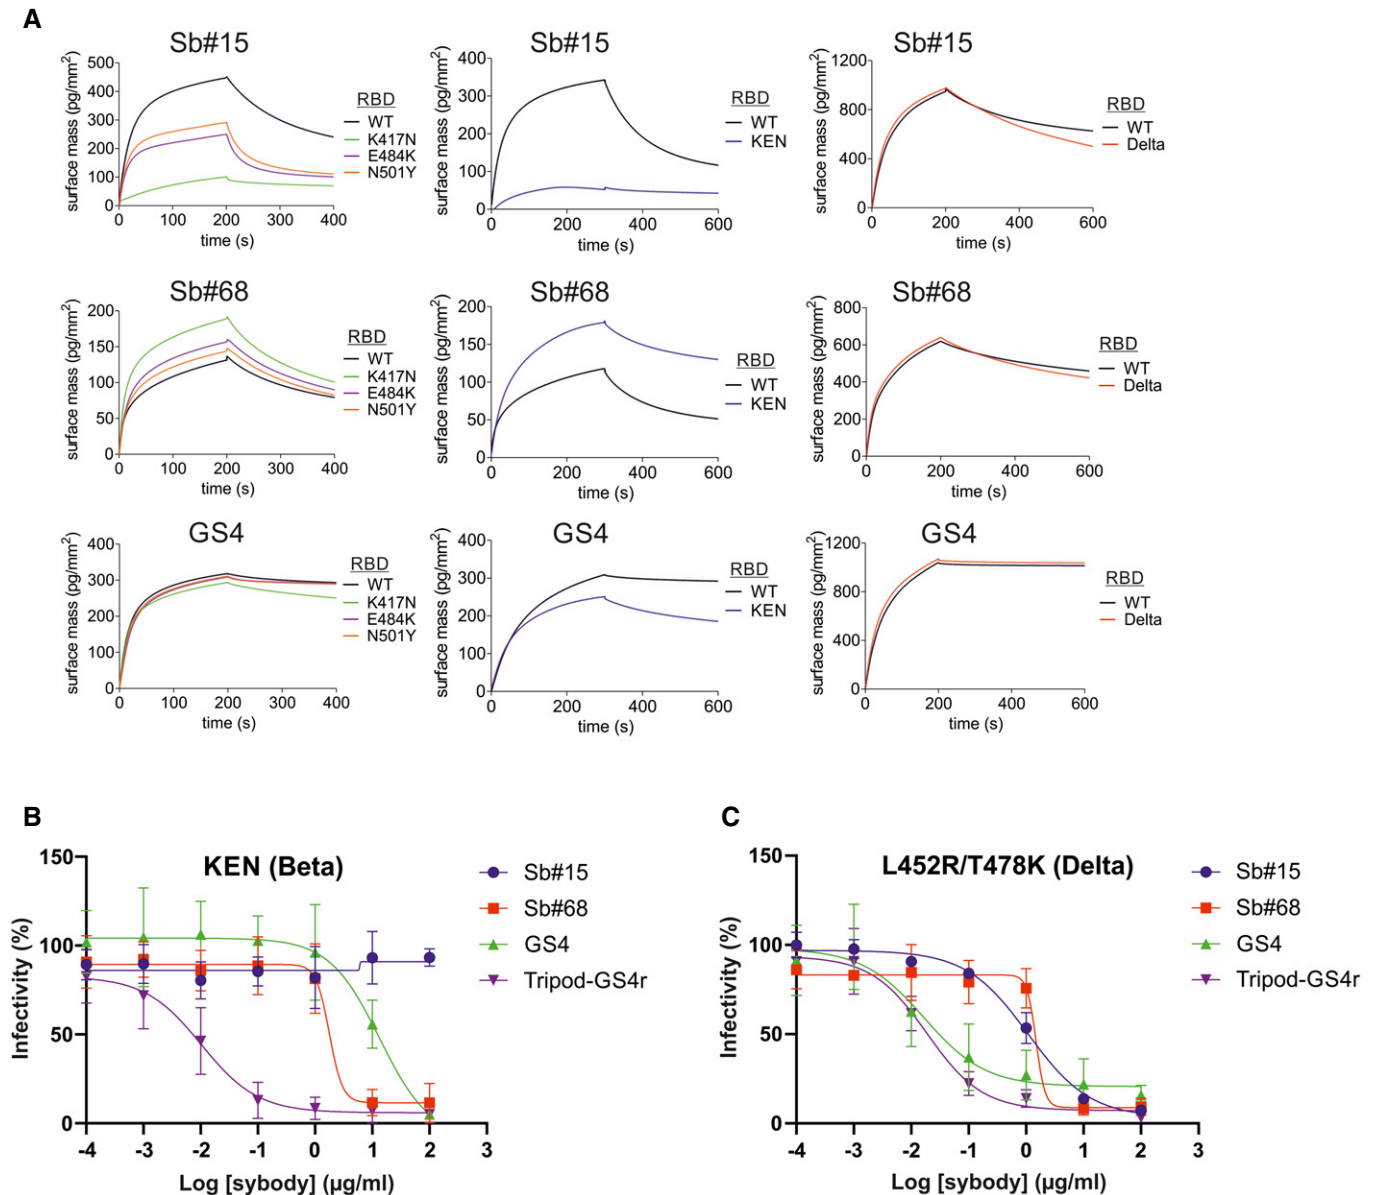 A
Sb#15
surface mass (pg/mm²)
500
400
300
200
100
0
0 100 200 300 400
time (s)
RBD
WT
K417N
E484K
N501Y
Sb#15
surface mass (pg/mm²)
400
300
200
100
0
0 200 400 600
time (s)
RBD
WT
KEN
Sb#15
surface mass (pg/mm²)
1200
800
400
0
0 200 400 600
time (s)
RBD
WT
Delta
Sb#68
surface mass (pg/mm²)
200
150
100
50
0
0 100 200 300 400
time (s)
RBD
WT
K417N
E484K
N501Y
Sb#68
surface mass (pg/mm²)
200
150
100
50
0
0 200 400 600
time (s)
RBD
WT
KEN
Sb#68
surface mass (pg/mm²)
800
600
400
200
0
0 200 400 600
time (s)
RBD
WT
Delta
GS4
surface mass (pg/mm²)
400
300
200
100
0
0 100 200 300 400
time (s)
RBD
WT
K417N
E484K
N501Y
GS4
surface mass (pg/mm²)
400
300
200
100
0
0 200 400 600
time (s)
RBD
WT
KEN
GS4
surface mass (pg/mm²)
1200
800
400
0
0 200 400 600
time (s)
RBD
WT
Delta
B
KEN (Beta)
Infectivity (%)
150
100
50
0
-4 -3 -2 -1 0 1 2 3
Log [sybody] (µg/ml)
Sb#15
Sb#68
GS4
Tripod-GS4r
C
L452R/T478K (Delta)
Infectivity (%)
150
100
50
0
-4 -3 -2 -1 0 1 2 3
Log [sybody] (µg/ml)
Sb#15
Sb#68
GS4
Tripod-GS4r